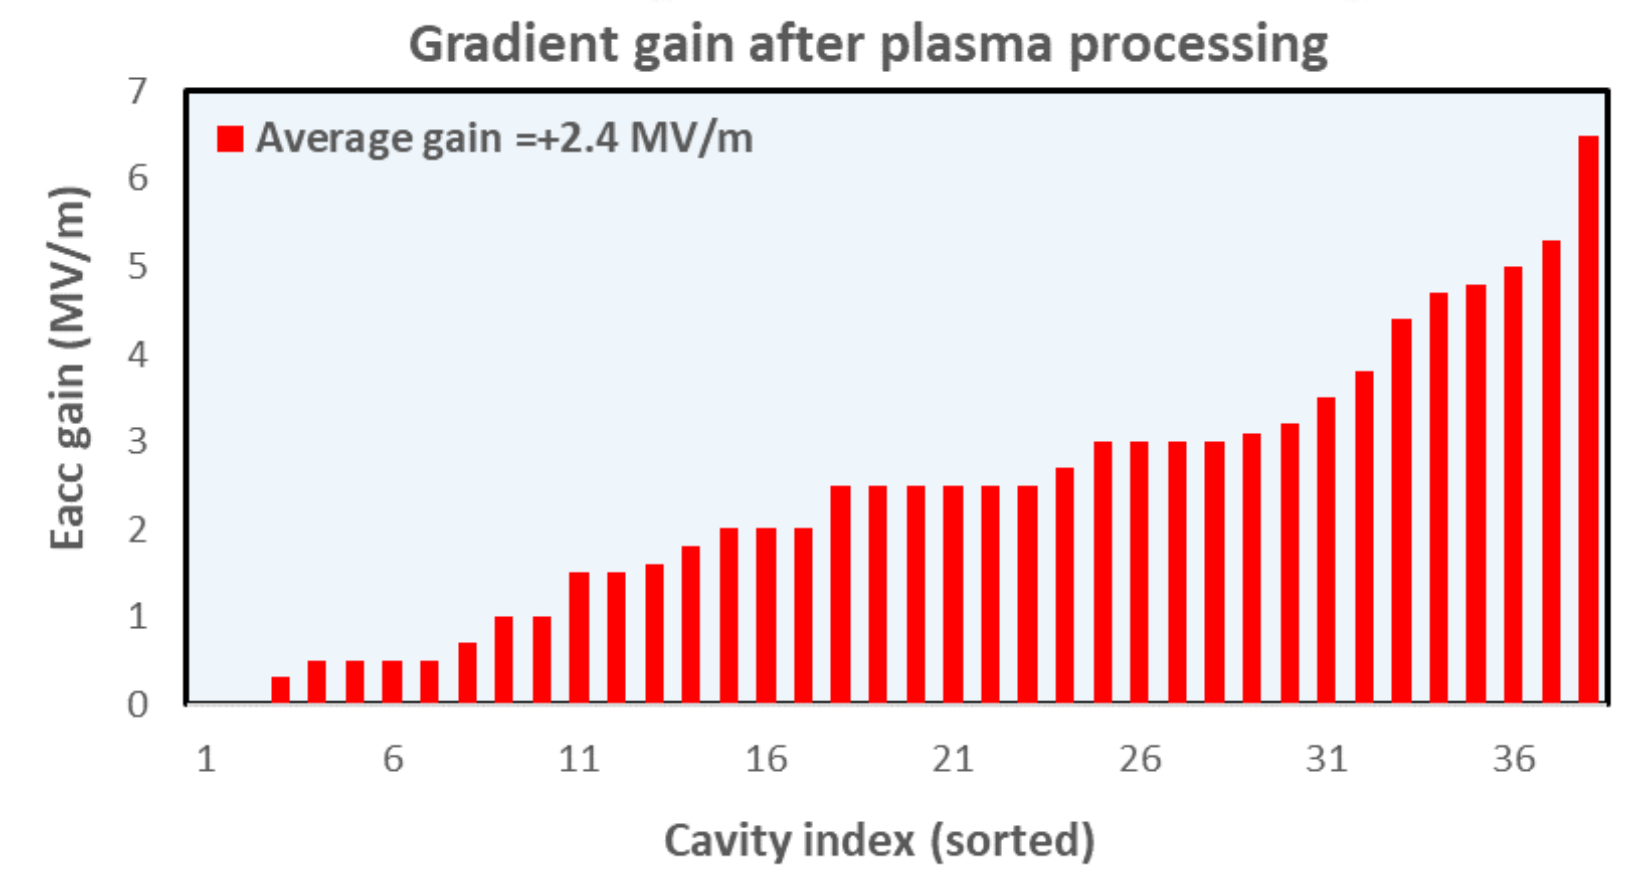 Gradient gain after plasma processing
Average gain =+2.4 MV/m
Eacc gain (MV/m)
7
6
5
4
3
2
1
0
1 6 11 16 21 26 31 36
Cavity index (sorted)